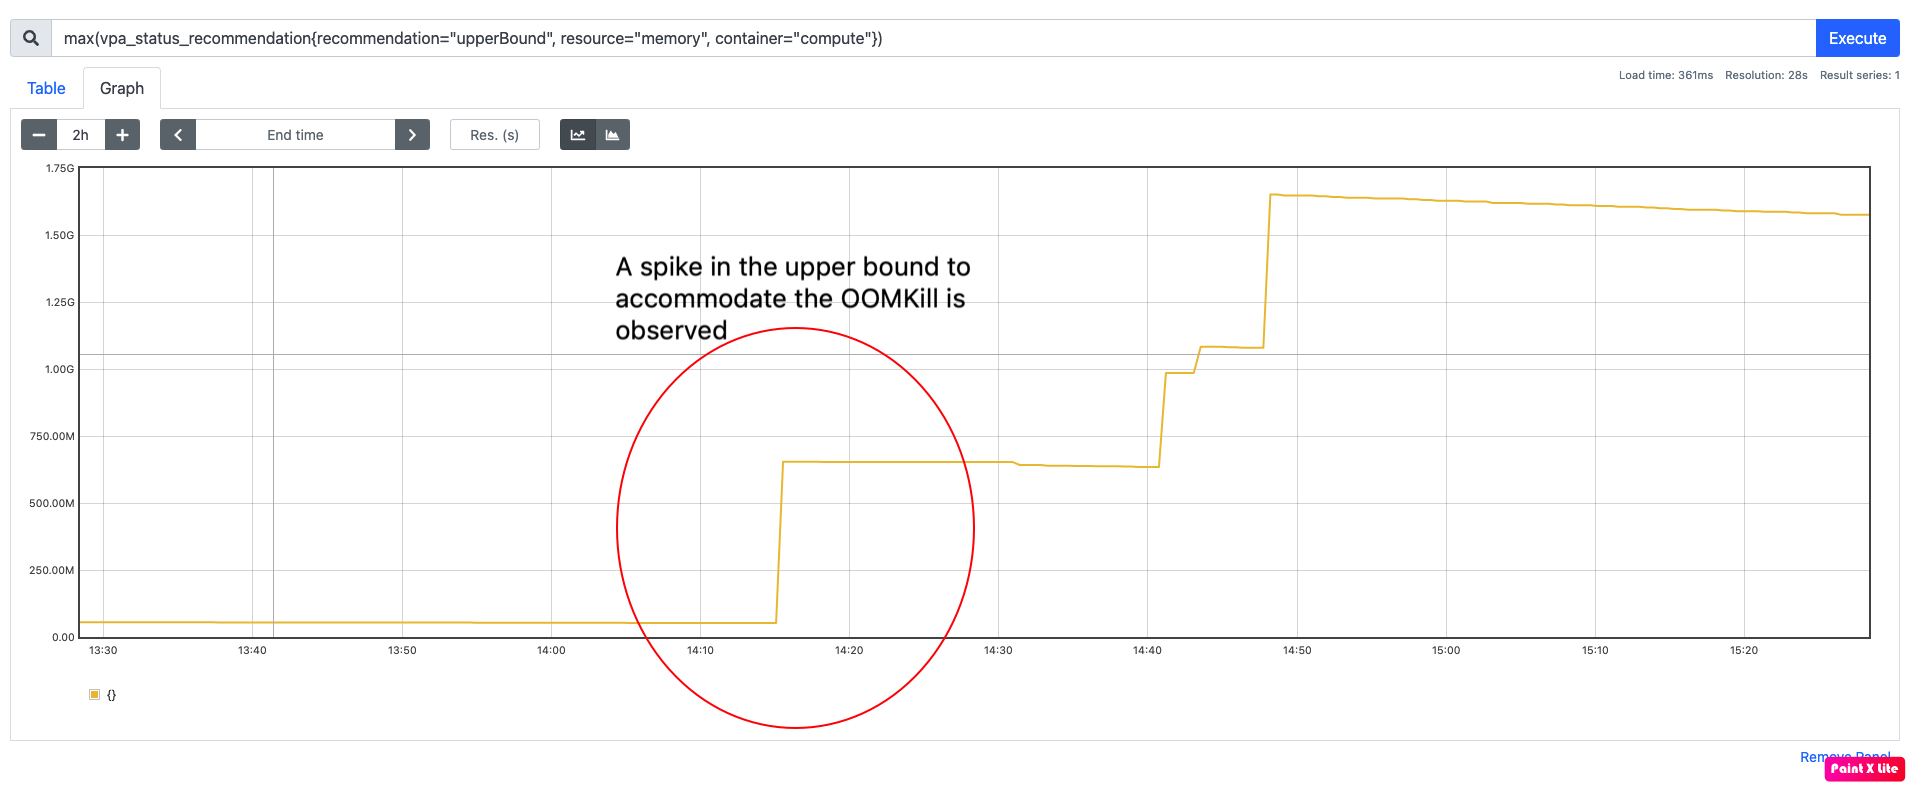 max(vpa_status_recommendation{recommendation="upperBound", resource="memory", container="compute"})
Execute
Load time: 361ms Resolution: 28s Result series: 1
Table
Graph
2h
End time
Res. (s)
1.75G
1.50G
1.25G
1.00G
750.00M
500.00M
250.00M
0.00
A spike in the upper bound to
accommodate the OOMKill is
observed
13:30 13:40 13:50 14:00 14:10 14:20 14:30 14:40 14:50 15:00 15:10 15:20
{}
Remove Panel
Paint X Lite